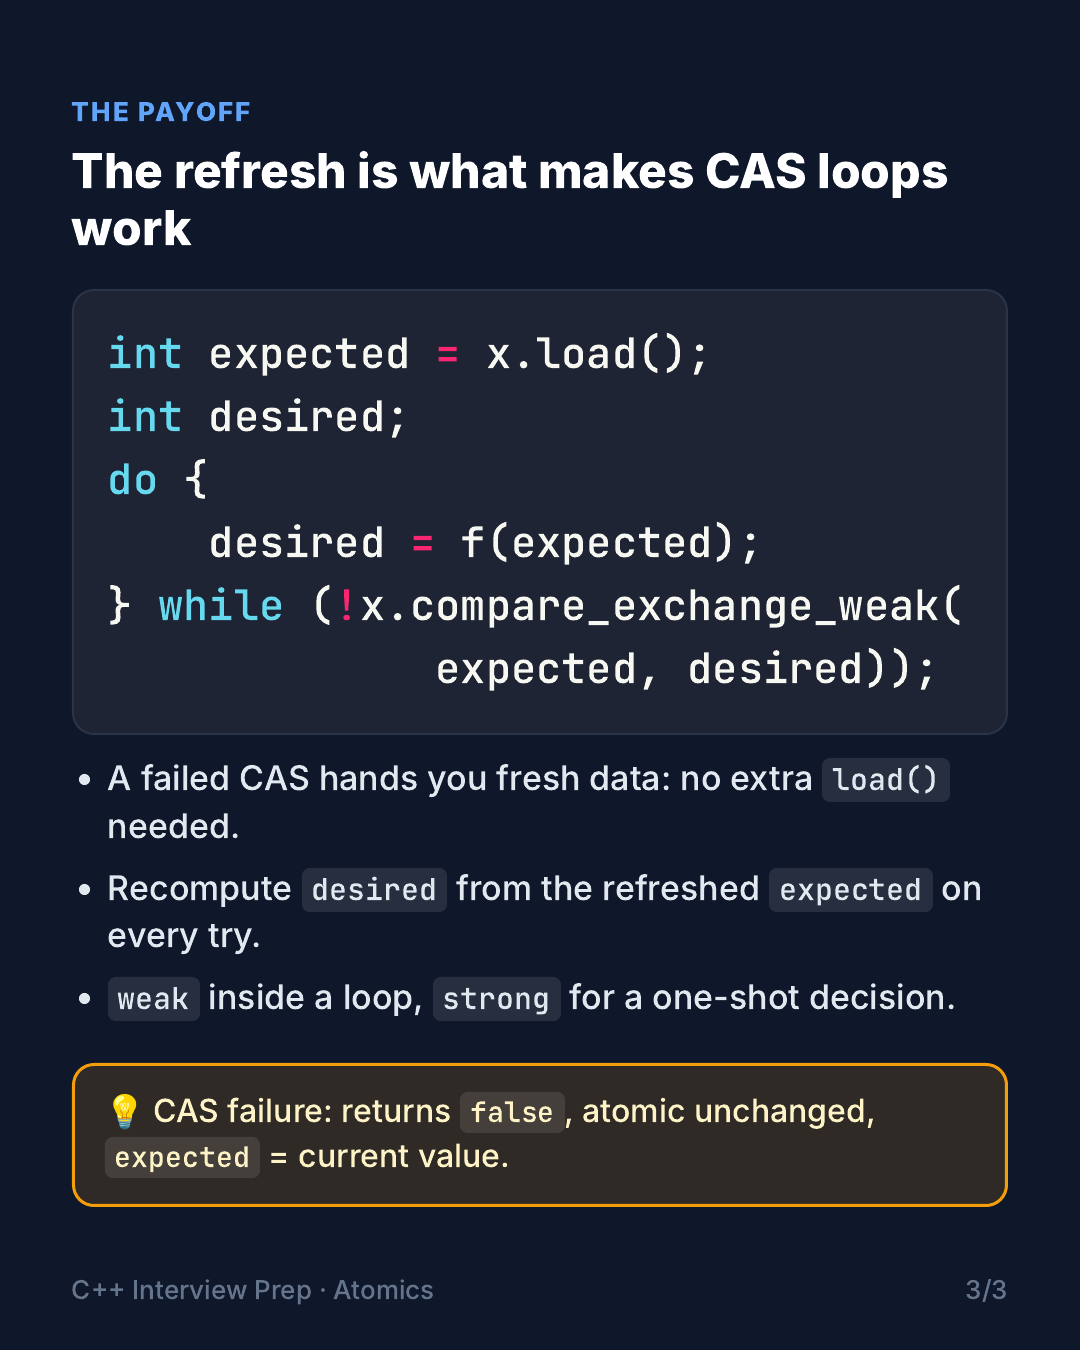 THE PAYOFF
The refresh is what makes CAS loops
work
int expected = x.load();
int desired;
do {
    desired = f(expected);
} while (!x.compare_exchange_weak(
             expected, desired));
• A failed CAS hands you fresh data: no extra load()
needed.
• Recompute desired from the refreshed expected on
every try.
• weak inside a loop, strong for a one-shot decision.
💡 CAS failure: returns false, atomic unchanged,
expected = current value.
C++ Interview Prep · Atomics
3/3